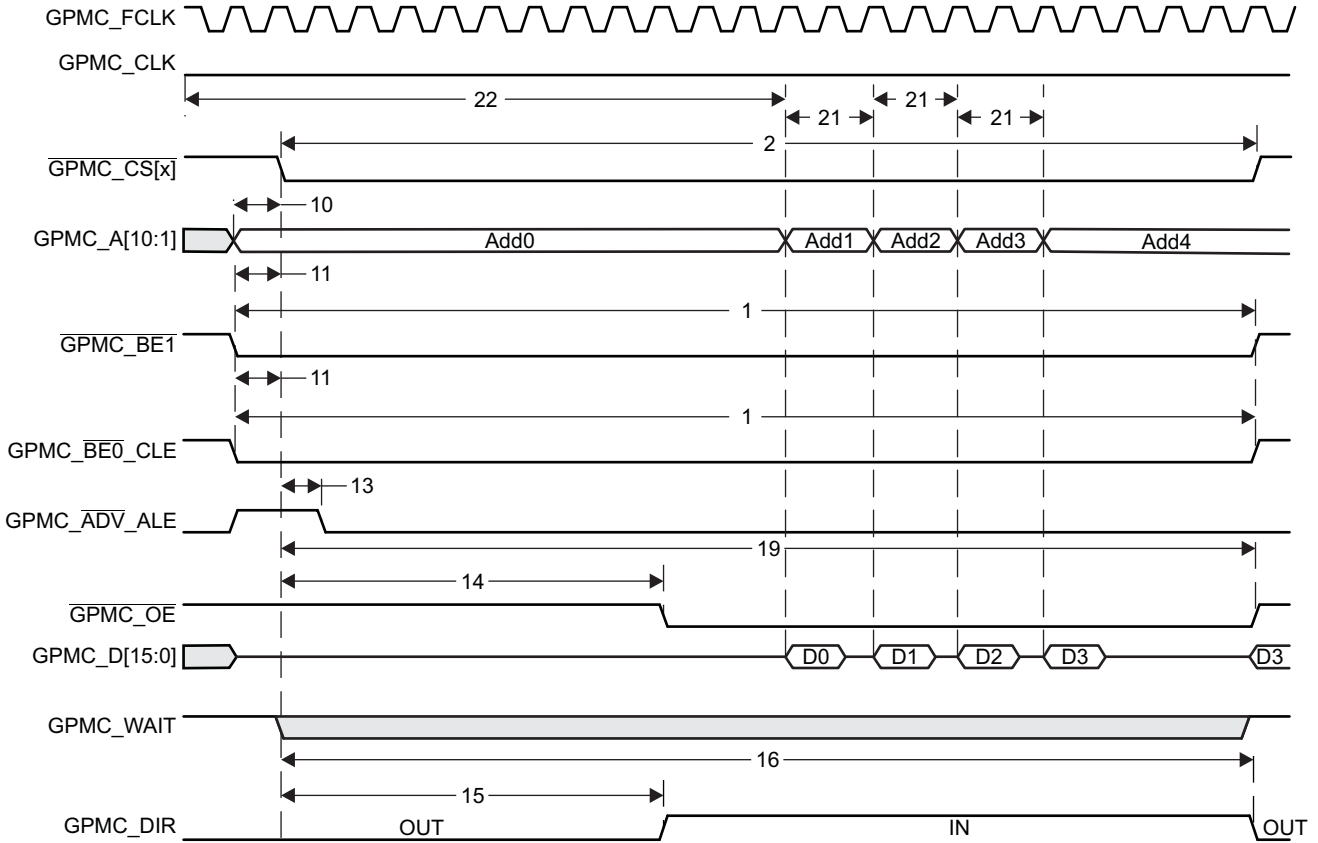 GPMC_FCLK
GPMC_CLK
22
21
21
21
2
GPMC_CS[x]
10
GPMC_A[10:1]
Add0
Add1
Add2
Add3
Add4
11
1
GPMC_BE1
11
1
GPMC_BE0_CLE
13
GPMC_ADV_ALE
19
14
GPMC_OE
GPMC_D[15:0]
D0
D1
D2
D3
D3
GPMC_WAIT
16
15
GPMC_DIR
OUT
IN
OUT